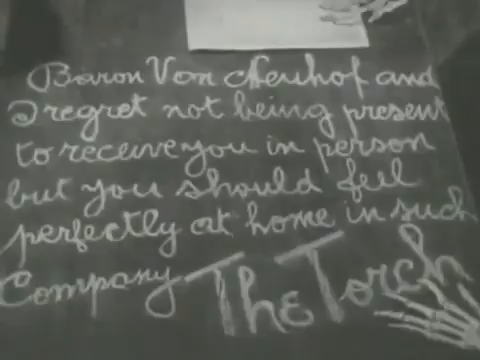 Baron Von Neuhof and
I regret not being present
to receive you in person
but you should feel
perfectly at home in such
Company
The Torch